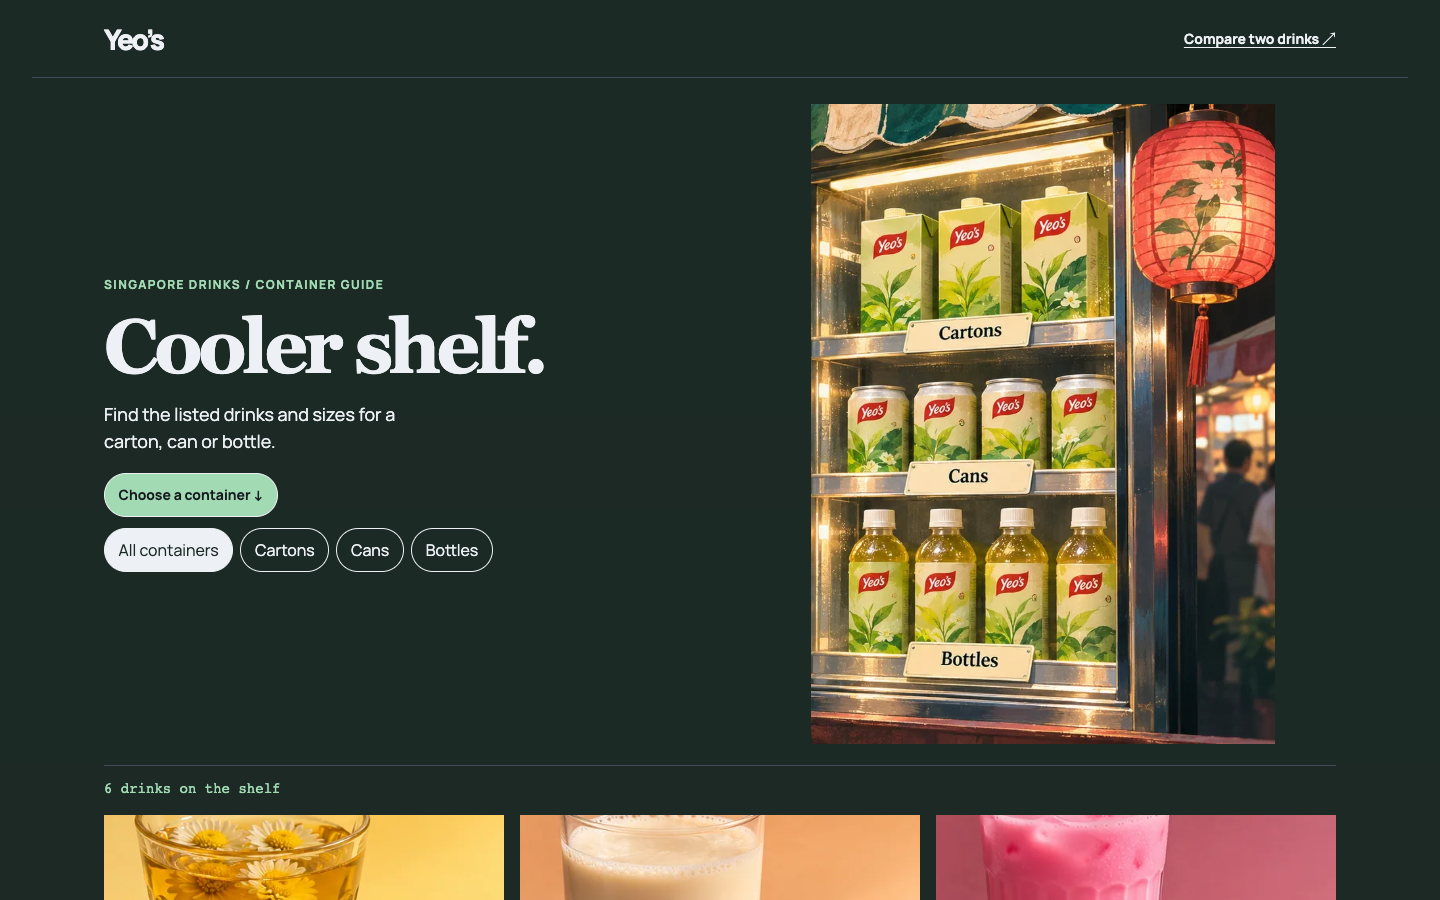 Yeo's
Compare two drinks ↗
SINGAPORE DRINKS / CONTAINER GUIDE
Cooler shelf.
Find the listed drinks and sizes for a
carton, can or bottle.
Choose a container ↓
All containers
Cartons
Cans
Bottles
Yeo's
Yeo's
Yeo's
Cartons
Yeo's
Yeo's
Yeo's
Yeo's
Cans
Yeo's
Yeo's
Yeo's
Yeo's
Bottles
6 drinks on the shelf